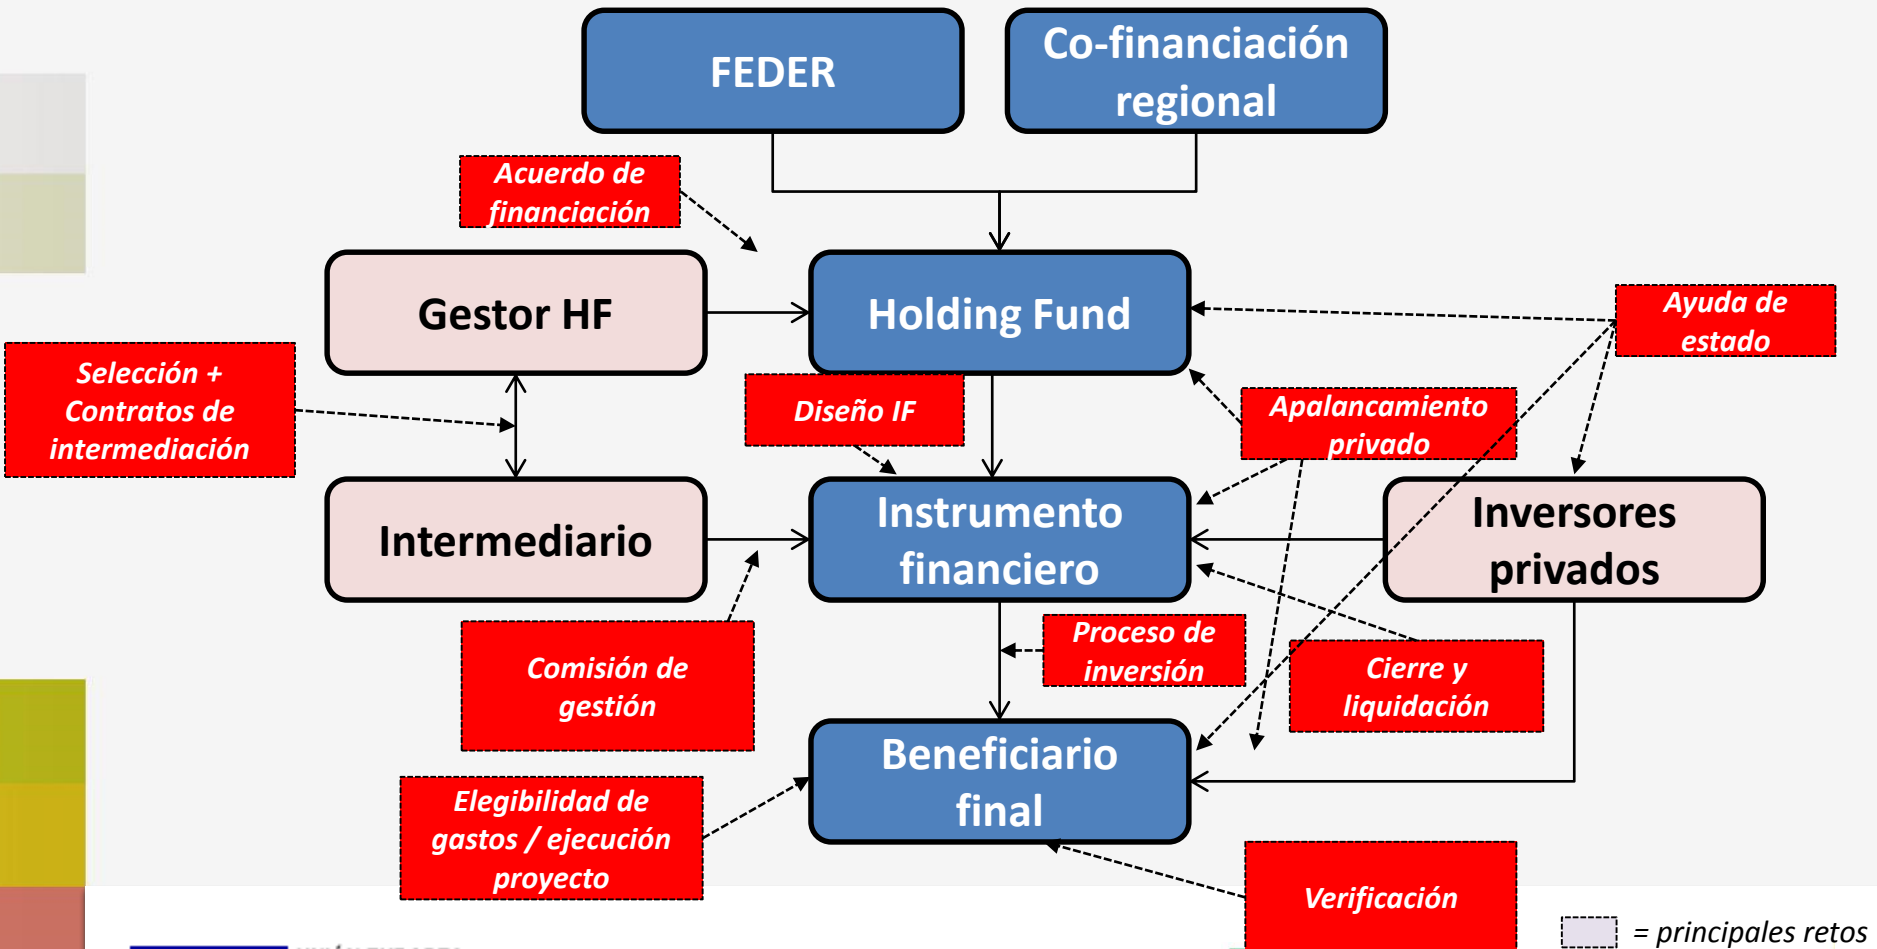 FEDER
Co-financiación
regional
Acuerdo de
financiación
Gestor HF
Holding Fund
Ayuda de
estado
Selección +
Contratos de
intermediación
Diseño IF
Apalancamiento
privado
Intermediario
Instrumento
financiero
Inversores
privados
Comisión de
gestión
Proceso de
inversión
Cierre y
liquidación
Beneficiario
final
Elegibilidad de
gastos / ejecución
proyecto
Verificación
= principales retos